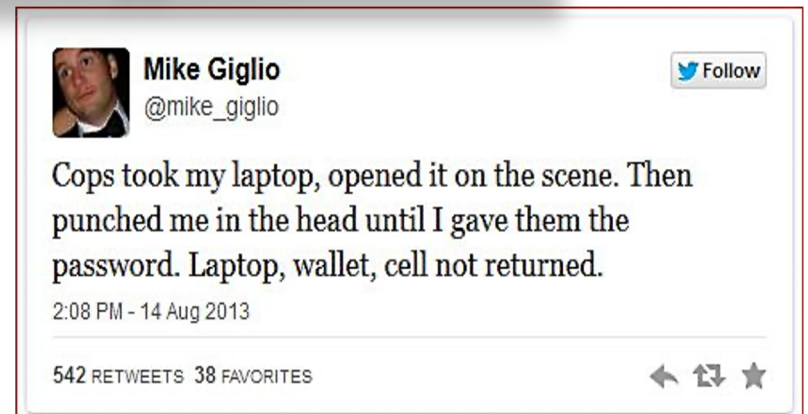 Mike Giglio
Follow
@mike_giglio
Cops took my laptop, opened it on the scene. Then
punched me in the head until I gave them the
password. Laptop, wallet, cell not returned.
2:08 PM - 14 Aug 2013
542 RETWEETS 38 FAVORITES